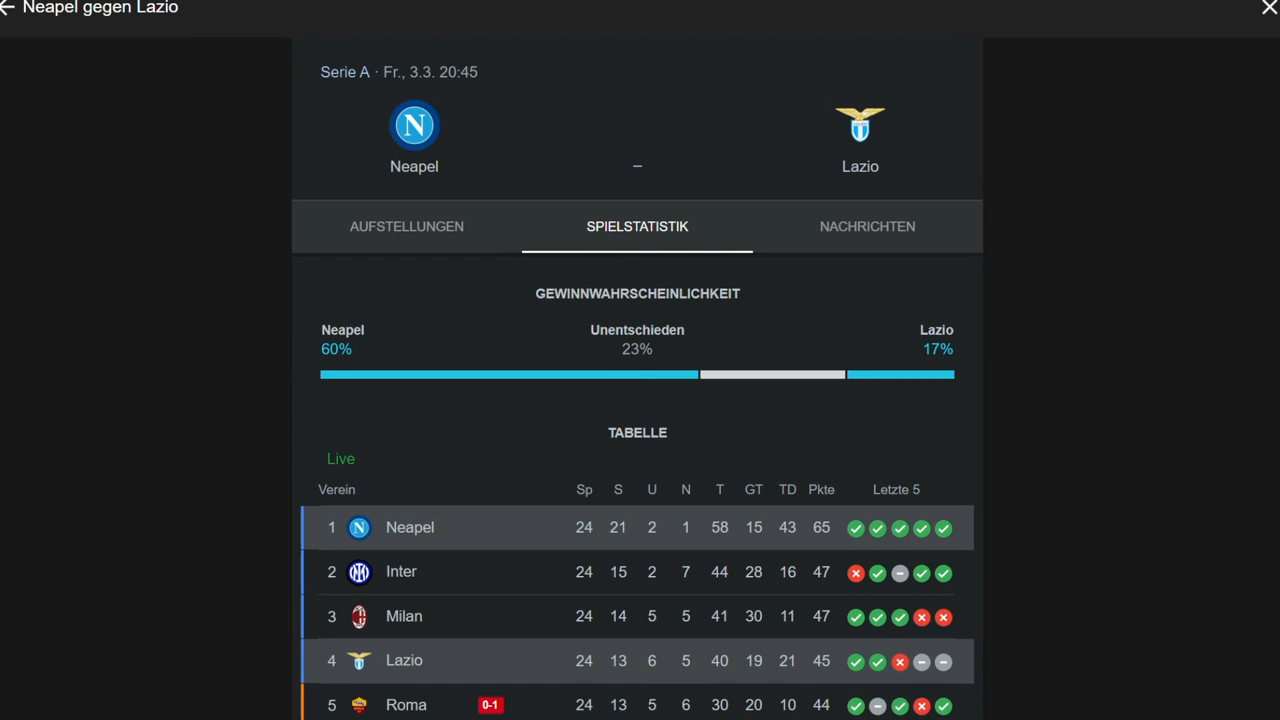 Neapel gegen Lazio
Serie A · Fr., 3.3. 20:45
N
Neapel – Lazio
AUFSTELLUNGEN SPIELSTATISTIK NACHRICHTEN
GEWINNWAHRSCHEINLICHKEIT
Neapel Unentschieden Lazio
60% 23% 17%
TABELLE
Live
Verein Sp S U N T GT TD Pkte Letzte 5
1 N Neapel 24 21 2 1 58 15 43 65
2 Inter 24 15 2 7 44 28 16 47
3 Milan 24 14 5 5 41 30 11 47
4 Lazio 24 13 6 5 40 19 21 45
5 Roma 0-1 24 13 5 6 30 20 10 44